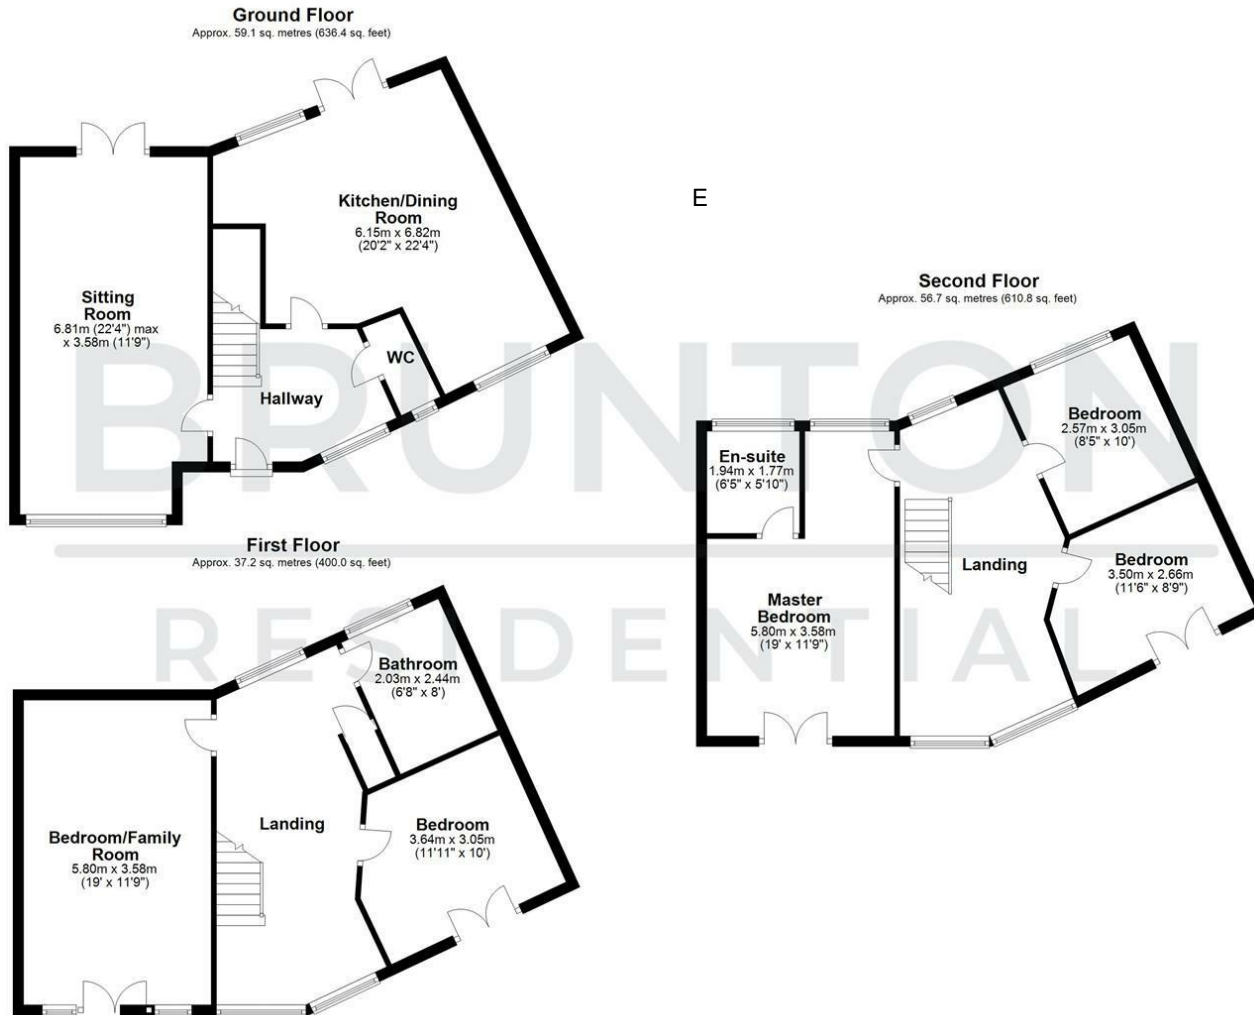 Ground Floor
Approx. 59.1 sq. metres (636.4 sq. feet)
Kitchen/Dining
Room
6.15m x 6.82m
(20'2" x 22'4")
Sitting
Room
6.81m (22'4") max
x 3.58m (11'9")
WC
Hallway
E
Second Floor
Approx. 56.7 sq. metres (610.8 sq. feet)
Bedroom
2.57m x 3.05m
(8'5" x 10')
En-suite
1.94m x 1.77m
(6'5" x 5'10")
Landing
Bedroom
3.50m x 2.66m
(11'6" x 8'9")
Master
Bedroom
5.80m x 3.58m
(19' x 11'9")
First Floor
Approx. 37.2 sq. metres (400.0 sq. feet)
Bathroom
2.03m x 2.44m
(6'8" x 8')
Landing
Bedroom
3.64m x 3.05m
(11'11" x 10')
Bedroom/Family
Room
5.80m x 3.58m
(19' x 11'9")
BRUNTON
RESIDENTIAL